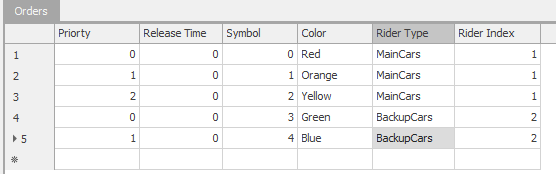 Orders
Priorty Release Time Symbol Color Rider Type Rider Index
1 0 0 0 Red MainCars 1
2 1 0 1 Orange MainCars 1
3 2 0 2 Yellow MainCars 1
4 0 0 3 Green BackupCars 2
5 1 0 4 Blue BackupCars 2